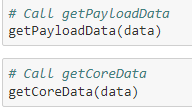 # Call getPayloadData
getPayloadData(data)
# Call getCoreData
getCoreData(data)